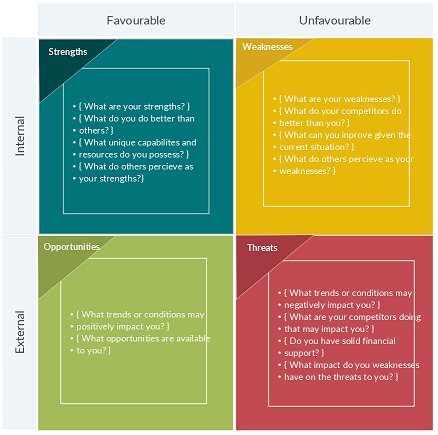 Favourable
Unfavourable
Internal
Strengths
• { What are your strengths? }
• { What do you do better than
others? }
• { What unique capabilites and
resources do you possess? }
• { What do others percieve as
your strengths?}
Weaknesses
• { What are your weaknesses? }
• { What do your competitors do
better than you? }
• { What can you inprove given the
current situation? }
• { What do others percieve as your
weaknesses? }
External
Opportunities
• { What trends or conditions may
positively impact you? }
• { What opportunities are available
to you? }
Threats
• { What trends or conditions may
negatively impact you? }
• { What are your competitors doing
that may impact you? }
• { Do you have solid financial
support? }
• { What impact do you weaknesses
have on the threats to you? }